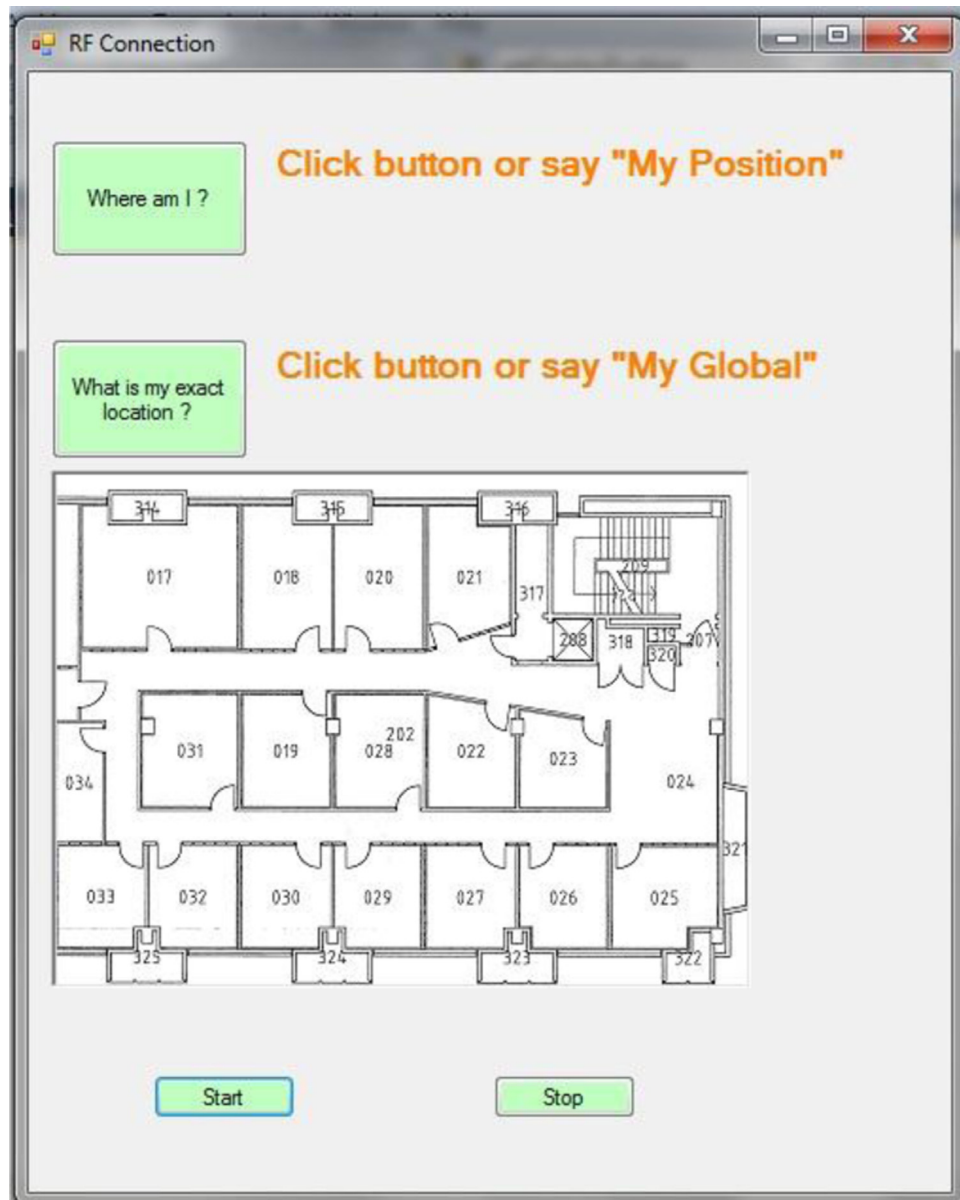 RF Connection
Where am I ?
Click button or say "My Position"
What is my exact
location ?
Click button or say "My Global"
314 315 316
017 018 020 021 317 209
208 318 319 207
320
031 019 028 202 022 023
034 024
321
033 032 030 029 027 026 025
325 324 323 322
Start Stop